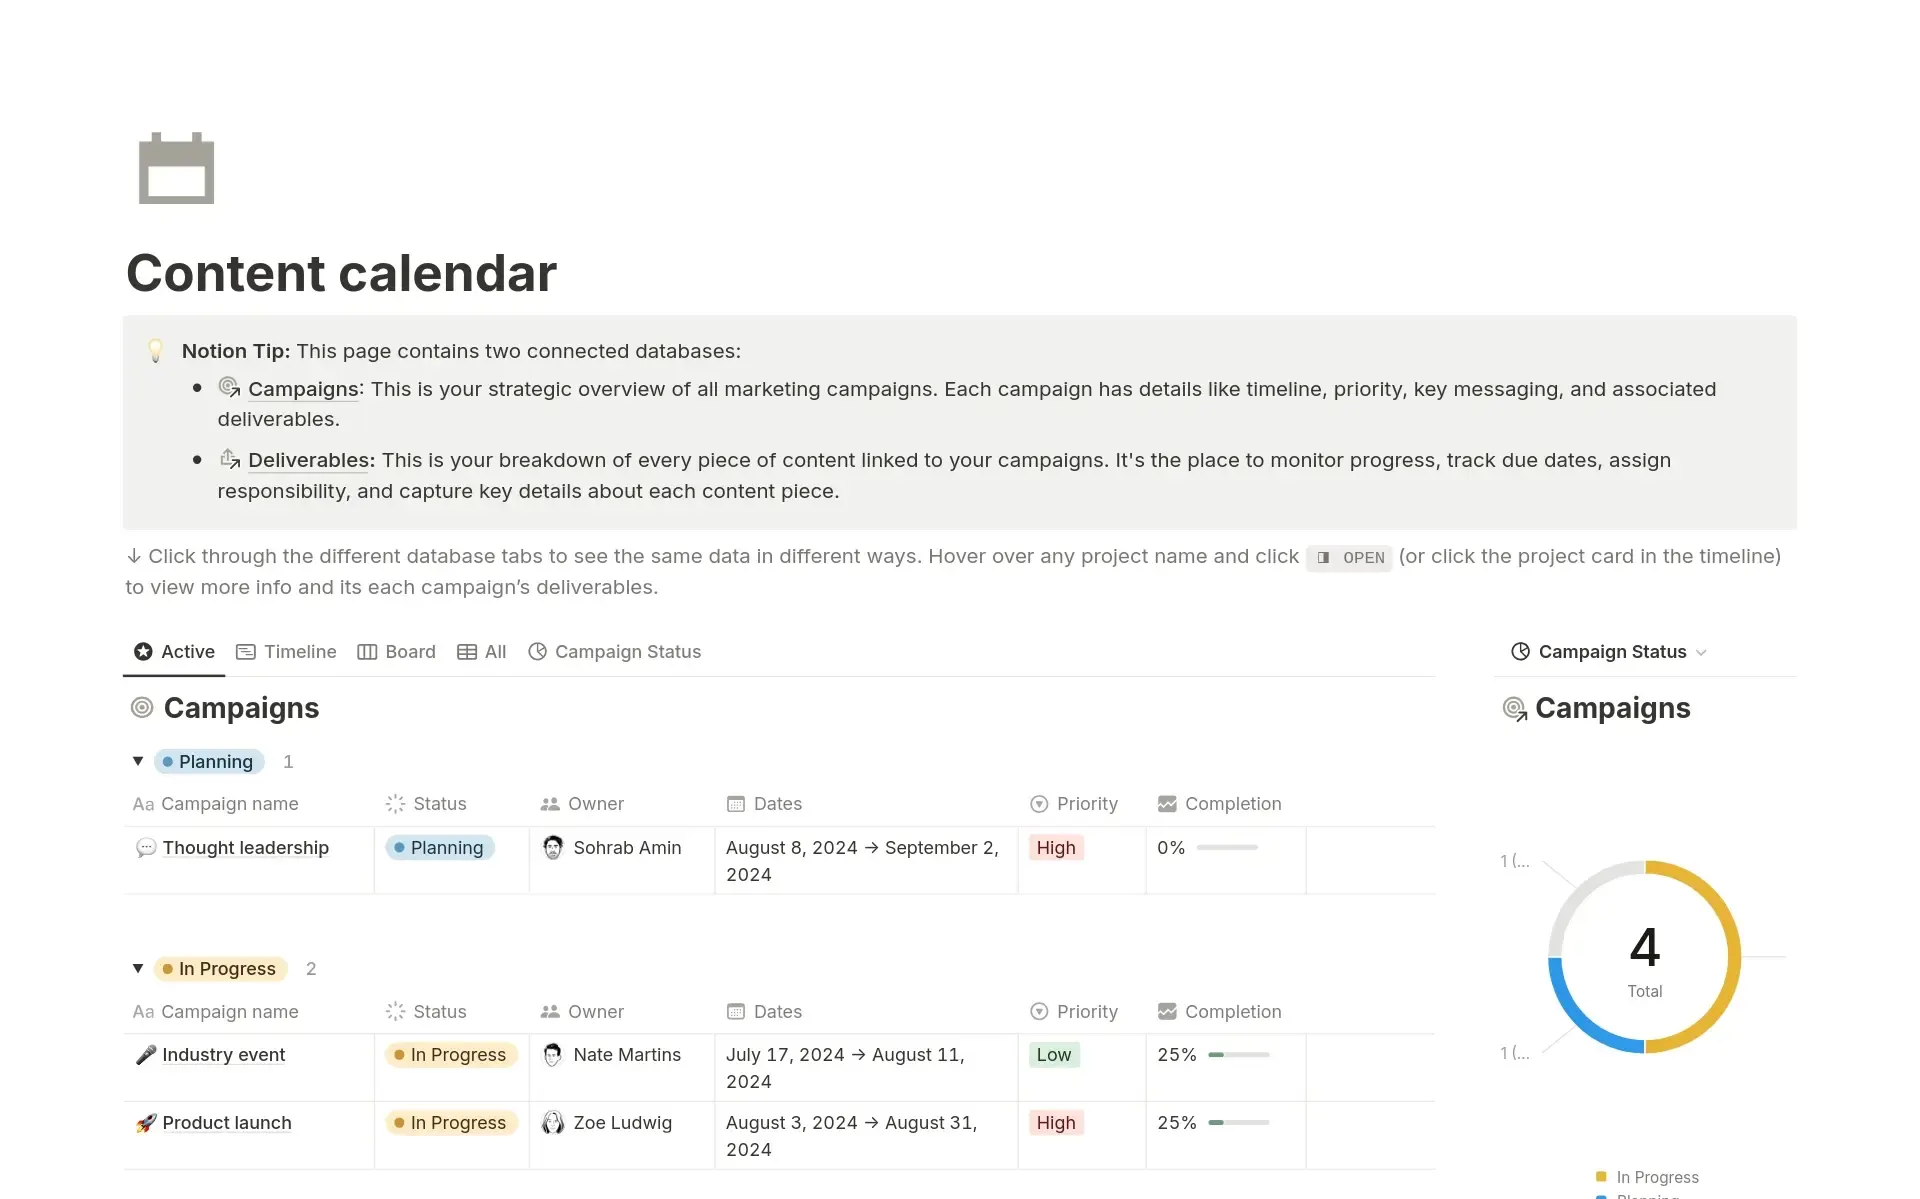 Content calendar
Notion Tip: This page contains two connected databases:
Campaigns: This is your strategic overview of all marketing campaigns. Each campaign has details like timeline, priority, key messaging, and associated
deliverables.
Deliverables: This is your breakdown of every piece of content linked to your campaigns. It's the place to monitor progress, track due dates, assign
responsibility, and capture key details about each content piece.
↓ Click through the different database tabs to see the same data in different ways. Hover over any project name and click OPEN (or click the project card in the timeline)
to view more info and its each campaign’s deliverables.
Active Timeline Board All Campaign Status
Campaign Status
Campaigns
Campaigns
Planning 1
Aa Campaign name Status Owner Dates Priority Completion
Thought leadership Planning Sohrab Amin August 8, 2024 → September 2, High 0%
2024
In Progress 2
Aa Campaign name Status Owner Dates Priority Completion
Industry event In Progress Nate Martins July 17, 2024 → August 11, Low 25%
2024
Product launch In Progress Zoe Ludwig August 3, 2024 → August 31, High 25%
2024
1 (...
4
Total
1 (...
In Progress
Planning